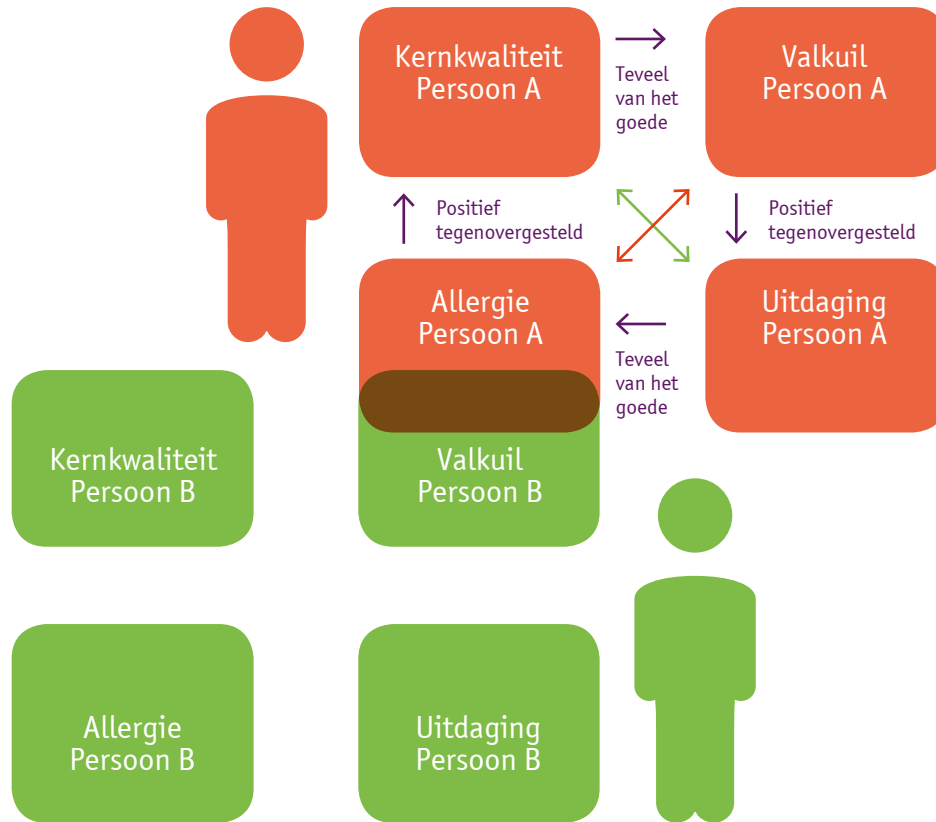 Kernkwaliteit
Persoon A
Teveel
van het
goede
Valkuil
Persoon A
Positief
tegenovergesteld
Positief
tegenovergesteld
Allergie
Persoon A
Teveel
van het
goede
Uitdaging
Persoon A
Kernkwaliteit
Persoon B
Valkuil
Persoon B
Allergie
Persoon B
Uitdaging
Persoon B